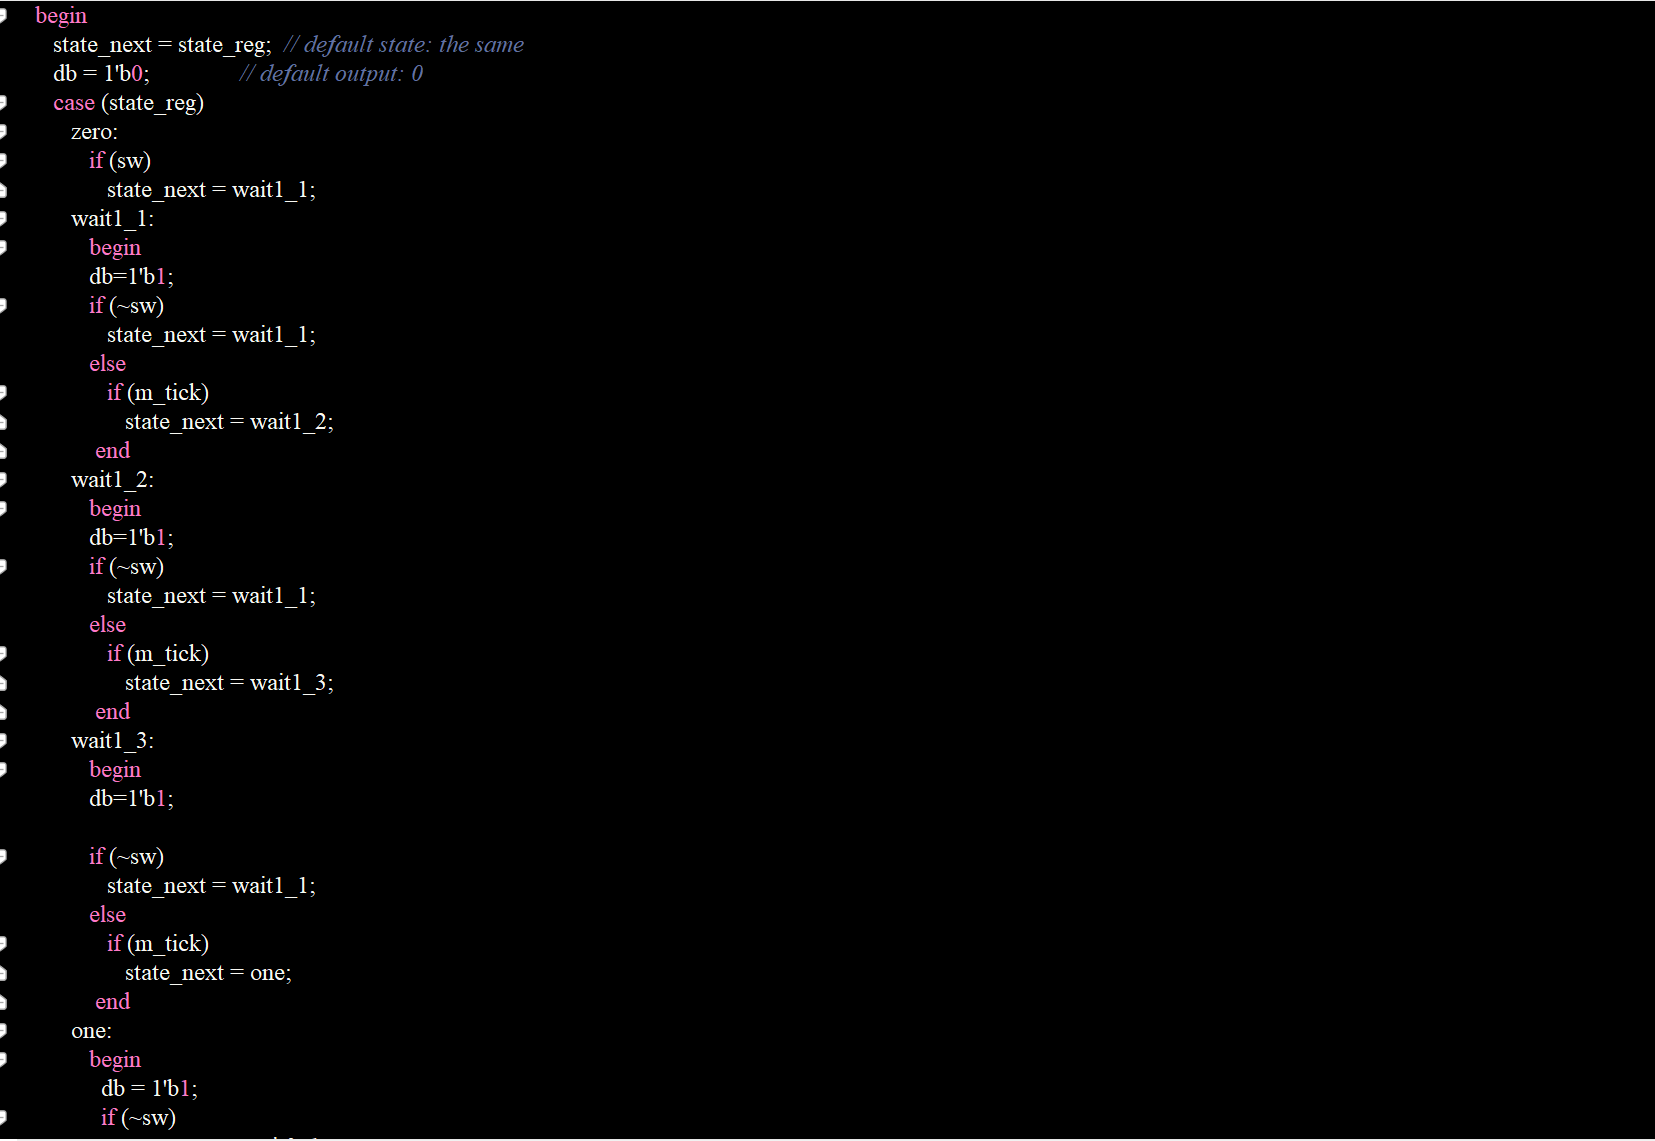 begin
state_next = state_reg; // default state: the same
db = 1'b0; // default output: 0
case (state_reg)
zero:
if (sw)
state_next = wait1_1;
wait1_1:
begin
db=1'b1;
if (~sw)
state_next = wait1_1;
else
if (m_tick)
state_next = wait1_2;
end
wait1_2:
begin
db=1'b1;
if (~sw)
state_next = wait1_1;
else
if (m_tick)
state_next = wait1_3;
end
wait1_3:
begin
db=1'b1;
if (~sw)
state_next = wait1_1;
else
if (m_tick)
state_next = one;
end
one:
begin
db = 1'b1;
if (~sw)